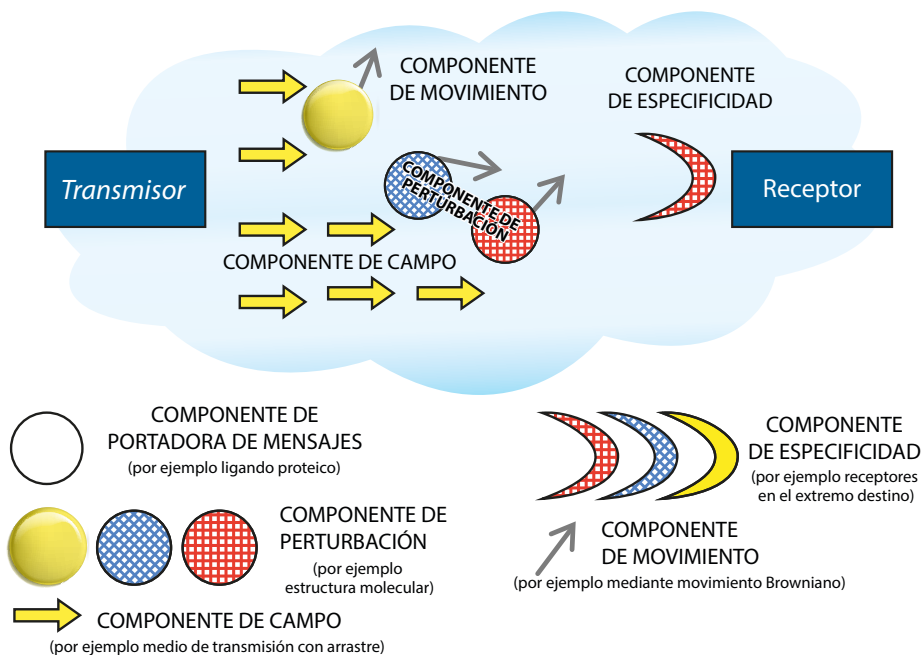 COMPONENTE
DE MOVIMIENTO
COMPONENTE
DE ESPECIFICIDAD
Transmisor
COMPONENTE DE
PERTURBACIÓN
Receptor
COMPONENTE DE CAMPO
COMPONENTE DE
PORTADORA DE MENSAJES
(por ejemplo ligando proteico)
COMPONENTE
DE ESPECIFICIDAD
(por ejemplo receptores
en el extremo destino)
COMPONENTE DE
PERTURBACIÓN
(por ejemplo
estructura molecular)
COMPONENTE
DE MOVIMIENTO
(por ejemplo mediante movimiento Browniano)
COMPONENTE DE CAMPO
(por ejemplo medio de transmisión con arrastre)